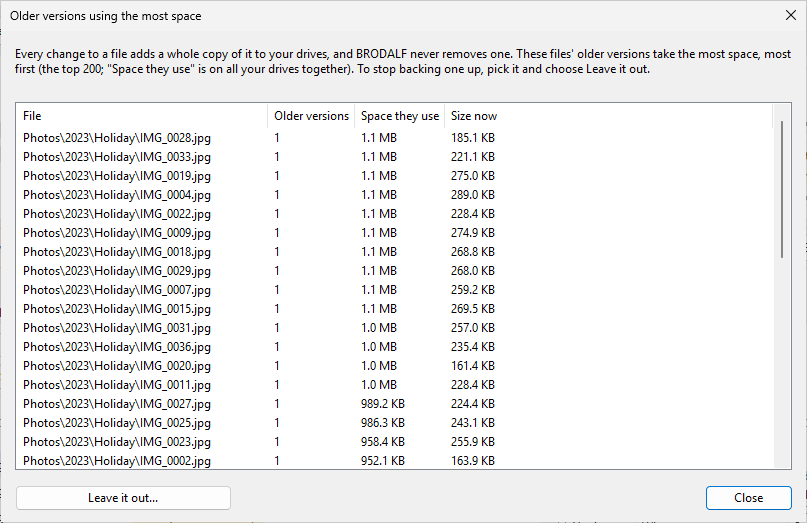 Older versions using the most space
Every change to a file adds a whole copy of it to your drives, and BRODALF never removes one. These files' older versions take the most space, most
first (the top 200; "Space they use" is on all your drives together). To stop backing one up, pick it and choose Leave it out.
File Older versions Space they use Size now
Photos\2023\Holiday\IMG_0028.jpg 1 1.1 MB 185.1 KB
Photos\2023\Holiday\IMG_0033.jpg 1 1.1 MB 221.1 KB
Photos\2023\Holiday\IMG_0019.jpg 1 1.1 MB 275.0 KB
Photos\2023\Holiday\IMG_0004.jpg 1 1.1 MB 289.0 KB
Photos\2023\Holiday\IMG_0022.jpg 1 1.1 MB 228.4 KB
Photos\2023\Holiday\IMG_0009.jpg 1 1.1 MB 274.9 KB
Photos\2023\Holiday\IMG_0018.jpg 1 1.1 MB 268.8 KB
Photos\2023\Holiday\IMG_0029.jpg 1 1.1 MB 268.0 KB
Photos\2023\Holiday\IMG_0007.jpg 1 1.1 MB 259.2 KB
Photos\2023\Holiday\IMG_0015.jpg 1 1.1 MB 269.5 KB
Photos\2023\Holiday\IMG_0031.jpg 1 1.0 MB 257.0 KB
Photos\2023\Holiday\IMG_0036.jpg 1 1.0 MB 235.4 KB
Photos\2023\Holiday\IMG_0020.jpg 1 1.0 MB 161.4 KB
Photos\2023\Holiday\IMG_0011.jpg 1 1.0 MB 228.4 KB
Photos\2023\Holiday\IMG_0027.jpg 1 989.2 KB 224.4 KB
Photos\2023\Holiday\IMG_0025.jpg 1 986.3 KB 243.1 KB
Photos\2023\Holiday\IMG_0023.jpg 1 958.4 KB 255.9 KB
Photos\2023\Holiday\IMG_0002.jpg 1 952.1 KB 163.9 KB
Leave it out... Close